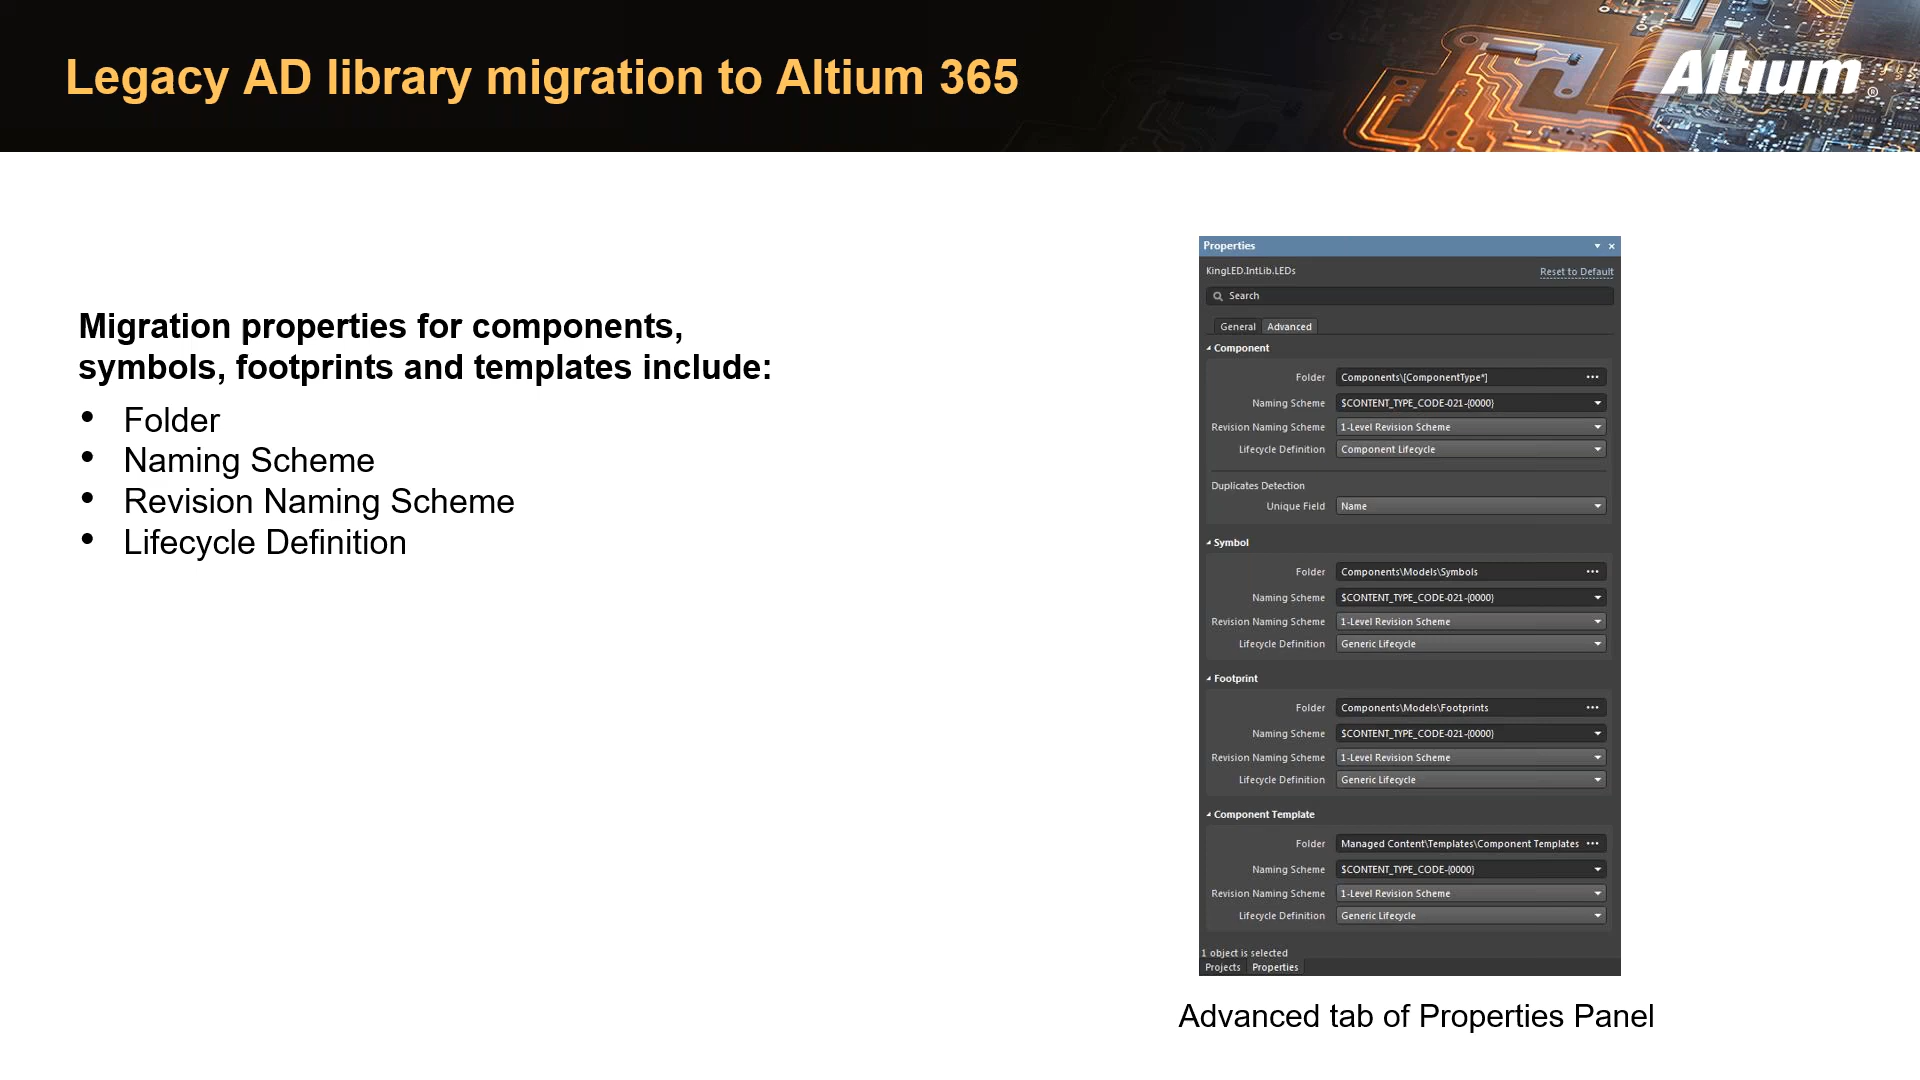 Legacy AD library migration to Altium 365
Altium®
Migration properties for components,
symbols, footprints and templates include:
• Folder
• Naming Scheme
• Revision Naming Scheme
• Lifecycle Definition
Properties
KingLED.IntLib.LEDs Reset to Default
Search
General Advanced
Component
Folder Components\[ComponentType*] ...
Naming Scheme $CONTENT_TYPE_CODE-021-{0000}
Revision Naming Scheme 1-Level Revision Scheme
Lifecycle Definition Component Lifecycle
Duplicates Detection
Unique Field Name
Symbol
Folder Components\Models\Symbols ...
Naming Scheme $CONTENT_TYPE_CODE-021-{0000}
Revision Naming Scheme 1-Level Revision Scheme
Lifecycle Definition Generic Lifecycle
Footprint
Folder Components\Models\Footprints ...
Naming Scheme $CONTENT_TYPE_CODE-021-{0000}
Revision Naming Scheme 1-Level Revision Scheme
Lifecycle Definition Generic Lifecycle
Component Template
Folder Managed Content\Templates\Component Templates ...
Naming Scheme $CONTENT_TYPE_CODE-{0000}
Revision Naming Scheme 1-Level Revision Scheme
Lifecycle Definition Generic Lifecycle
1 object is selected
Projects Properties
Advanced tab of Properties Panel